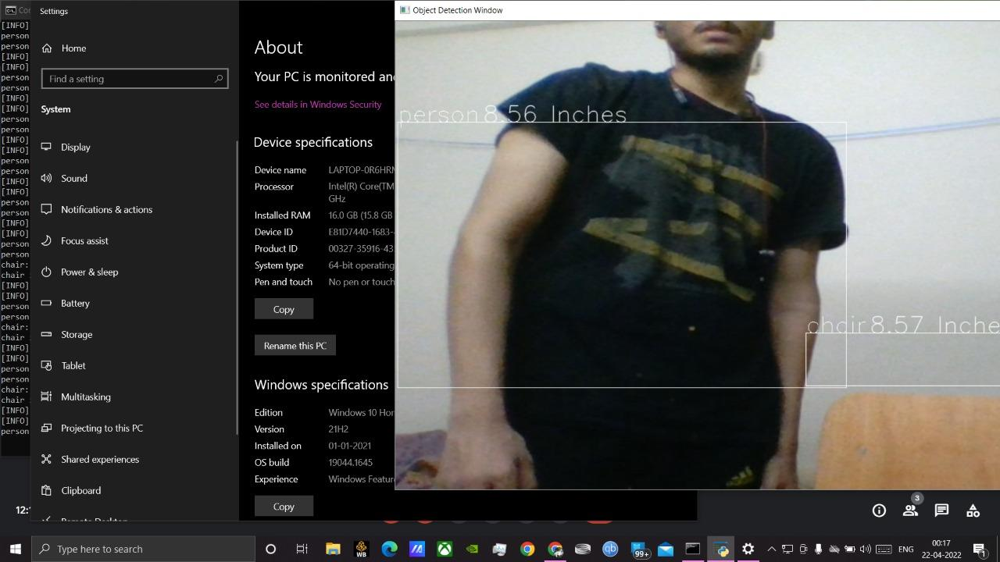 Settings
Home
Find a setting
System
Display
Sound
Notifications & actions
Focus assist
Power & sleep
Battery
Storage
Tablet
Multitasking
Projecting to this PC
Shared experiences
Clipboard
Remote Desktop
About
Your PC is monitored and
See details in Windows Security
Device specifications
Device name LAPTOP-0R6HR
Processor Intel(R) Core(TM
GHz
Installed RAM 16.0 GB (15.8 GB
Device ID E81D7440-1683-
Product ID 00327-35916-43
System type 64-bit operating
Pen and touch No pen or touch
Copy
Rename this PC
Windows specifications
Edition Windows 10 Ho
Version 21H2
Installed on 01-01-2021
OS build 19044.1645
Experience Windows Featur
Copy
Object Detection Window
person 8.56 Inches
chair 8.57 Inche
[INFO]
person
person
[INFO]
[INFO]
person
person
[INFO]
[INFO]
person
person
[INFO]
[INFO]
person
person
[INFO]
[INFO]
person
person
[INFO]
[INFO]
person
person
chair:
chair
[INFO]
[INFO]
person
person
chair:
chair
[INFO]
[INFO]
person
person
chair:
chair
[INFO]
[INFO]
person
3
Type here to search
WB
qb
99+
ENG
00:17
22-04-2022
1